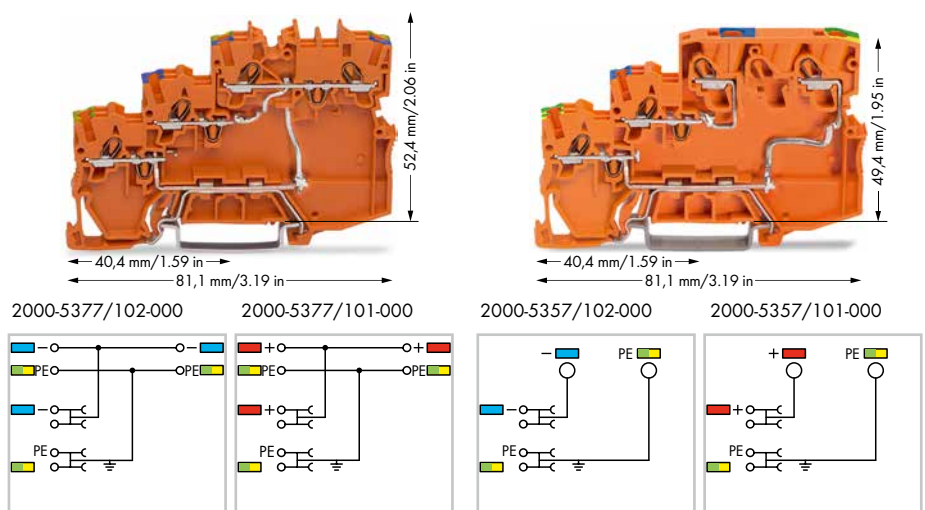 52,4 mm/2.06 in
40,4 mm/1.59 in
81,1 mm/3.19 in
49,4 mm/1.95 in
40,4 mm/1.59 in
81,1 mm/3.19 in
2000-5377/102-000
2000-5377/101-000
2000-5357/102-000
2000-5357/101-000
− −
PE PE
−
PE
+ +
PE PE
+
PE
− PE
−
PE
+ PE
+
PE